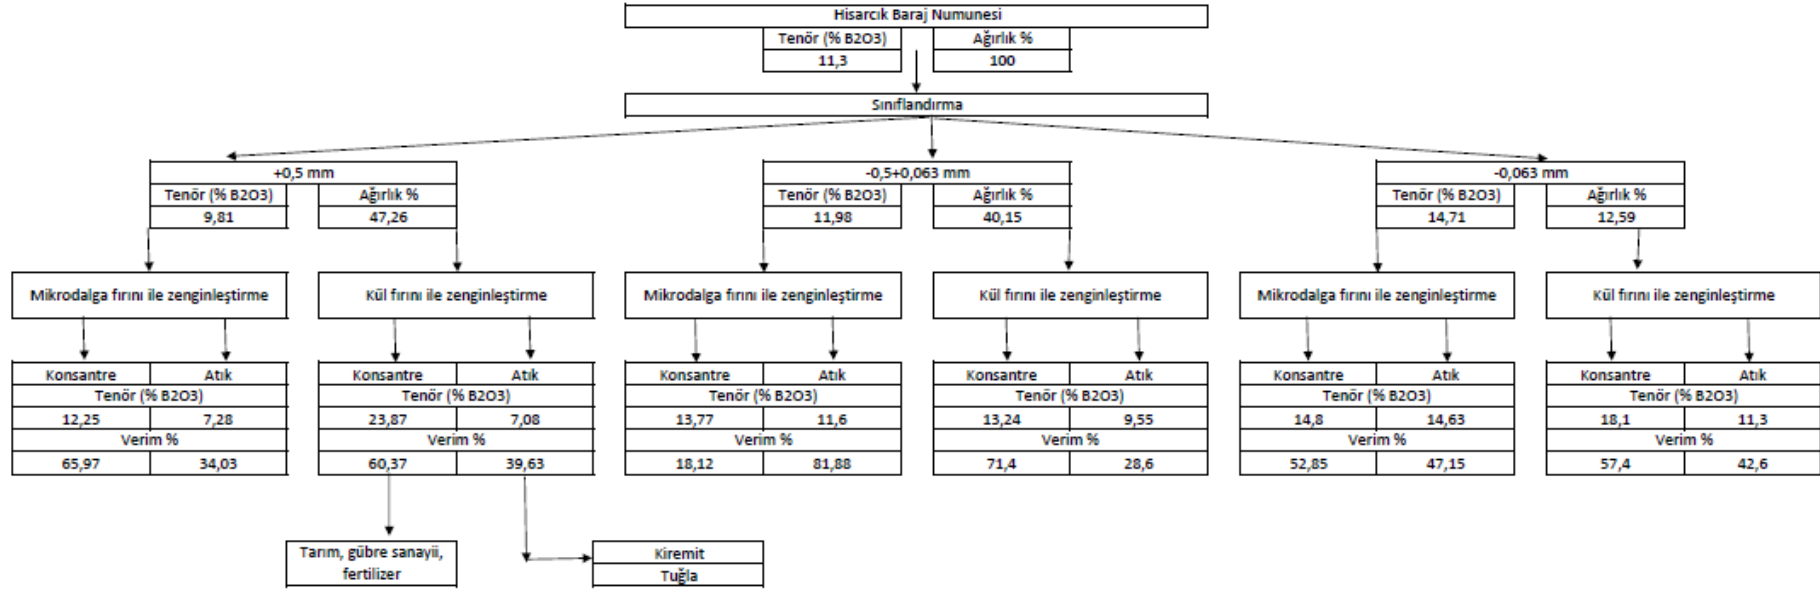 Hisarcık Baraj Numunesi
Tenör (% B2O3) Ağırlık %
11,3 100
Sınıflandırma
+0,5 mm -0,5+0,063 mm -0,063 mm
Tenör (% B2O3) Ağırlık % Tenör (% B2O3) Ağırlık % Tenör (% B2O3) Ağırlık %
9,81 47,26 11,98 40,15 14,71 12,59
Mikrodalga fırını ile zenginleştirme Kül fırını ile zenginleştirme Mikrodalga fırını ile zenginleştirme Kül fırını ile zenginleştirme Mikrodalga fırını ile zenginleştirme Kül fırını ile zenginleştirme
Konsantre Atık Konsantre Atık Konsantre Atık Konsantre Atık Konsantre Atık Konsantre Atık
Tenör (% B2O3) Tenör (% B2O3) Tenör (% B2O3) Tenör (% B2O3) Tenör (% B2O3) Tenör (% B2O3)
12,25 7,28 23,87 7,08 13,77 11,6 13,24 9,55 14,8 14,63 18,1 11,3
Verim % Verim % Verim % Verim % Verim % Verim %
65,97 34,03 60,37 39,63 18,12 81,88 71,4 28,6 52,85 47,15 57,4 42,6
Tarım, gübre sanayii, Kiremit
fertilizer Tuğla